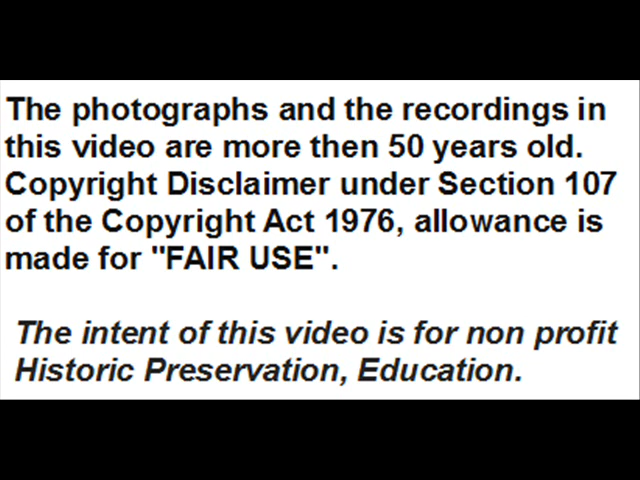 The photographs and the recordings in
this video are more then 50 years old.
Copyright Disclaimer under Section 107
of the Copyright Act 1976, allowance is
made for "FAIR USE".
The intent of this video is for non profit
Historic Preservation, Education.